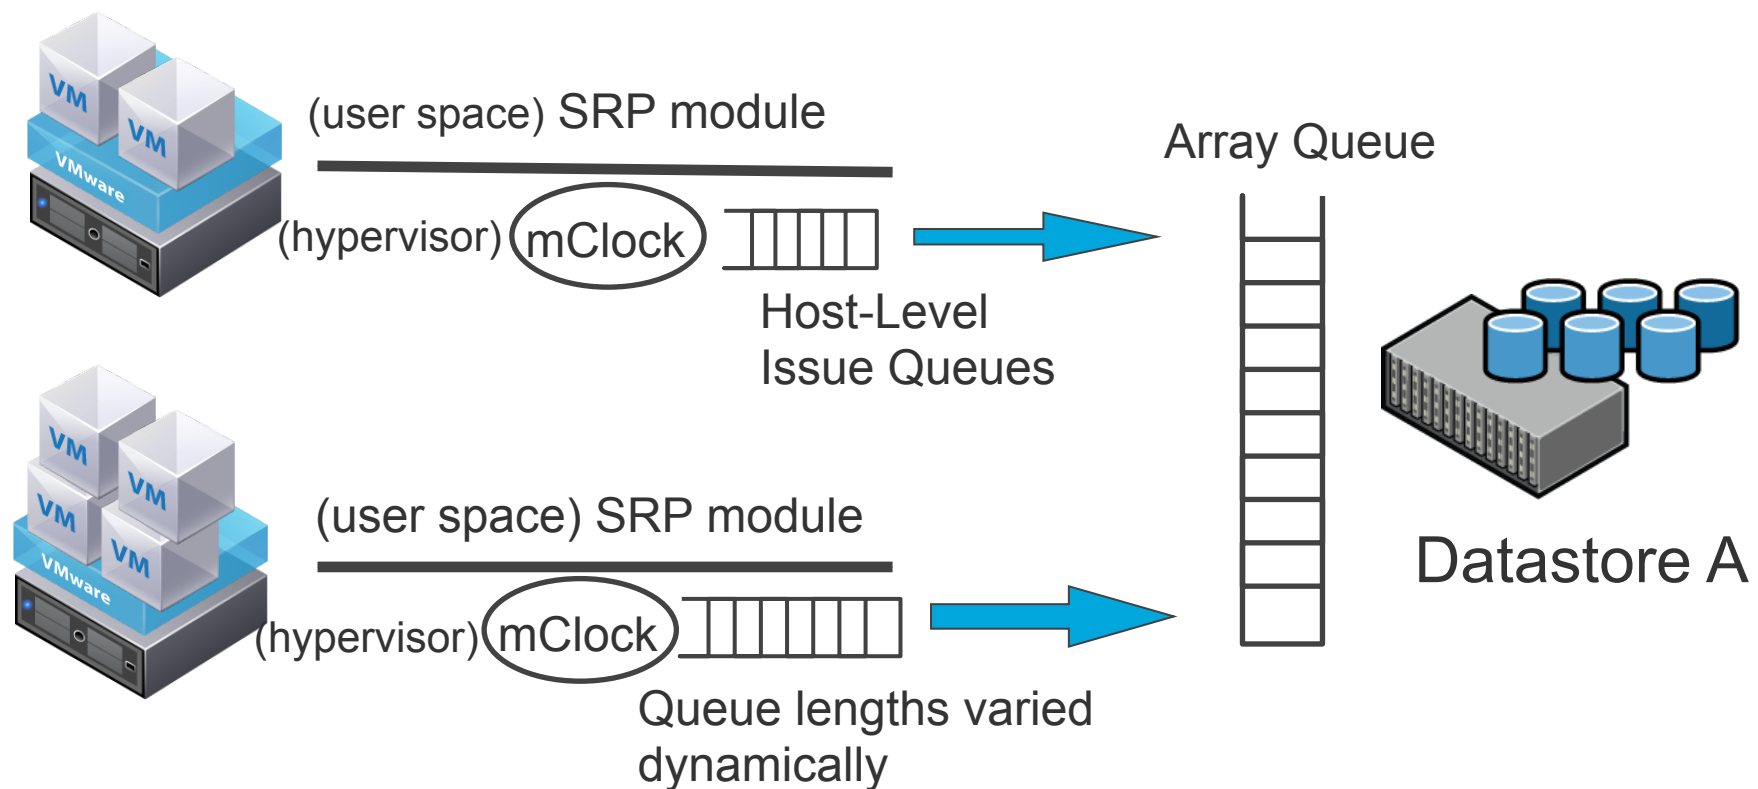 VM
VM
VMware
(user space) SRP module
(hypervisor) mClock
Host-Level
Issue Queues
Array Queue
VM
VM
VM
VM
VMware
(user space) SRP module
(hypervisor) mClock
Queue lengths varied
dynamically
Datastore A